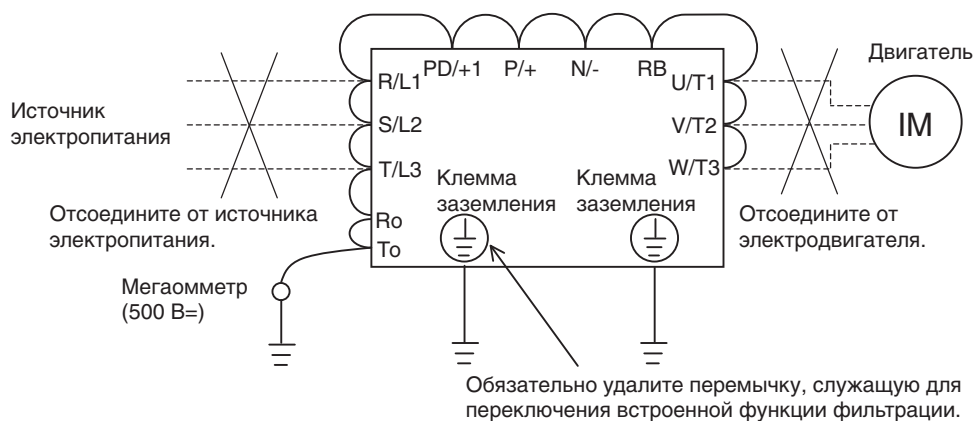 PD/+1 P/+ N/- RB
R/L1
U/T1
Двигатель
Источник
электропитания
S/L2
V/T2
IM
T/L3
W/T3
Клемма
заземления
Клемма
заземления
Отсоедините от источника
электропитания.
Отсоедините от
электродвигателя.
Ro
To
Мегаомметр
(500 В=)
Обязательно удалите перемычку, служащую для
переключения встроенной функции фильтрации.